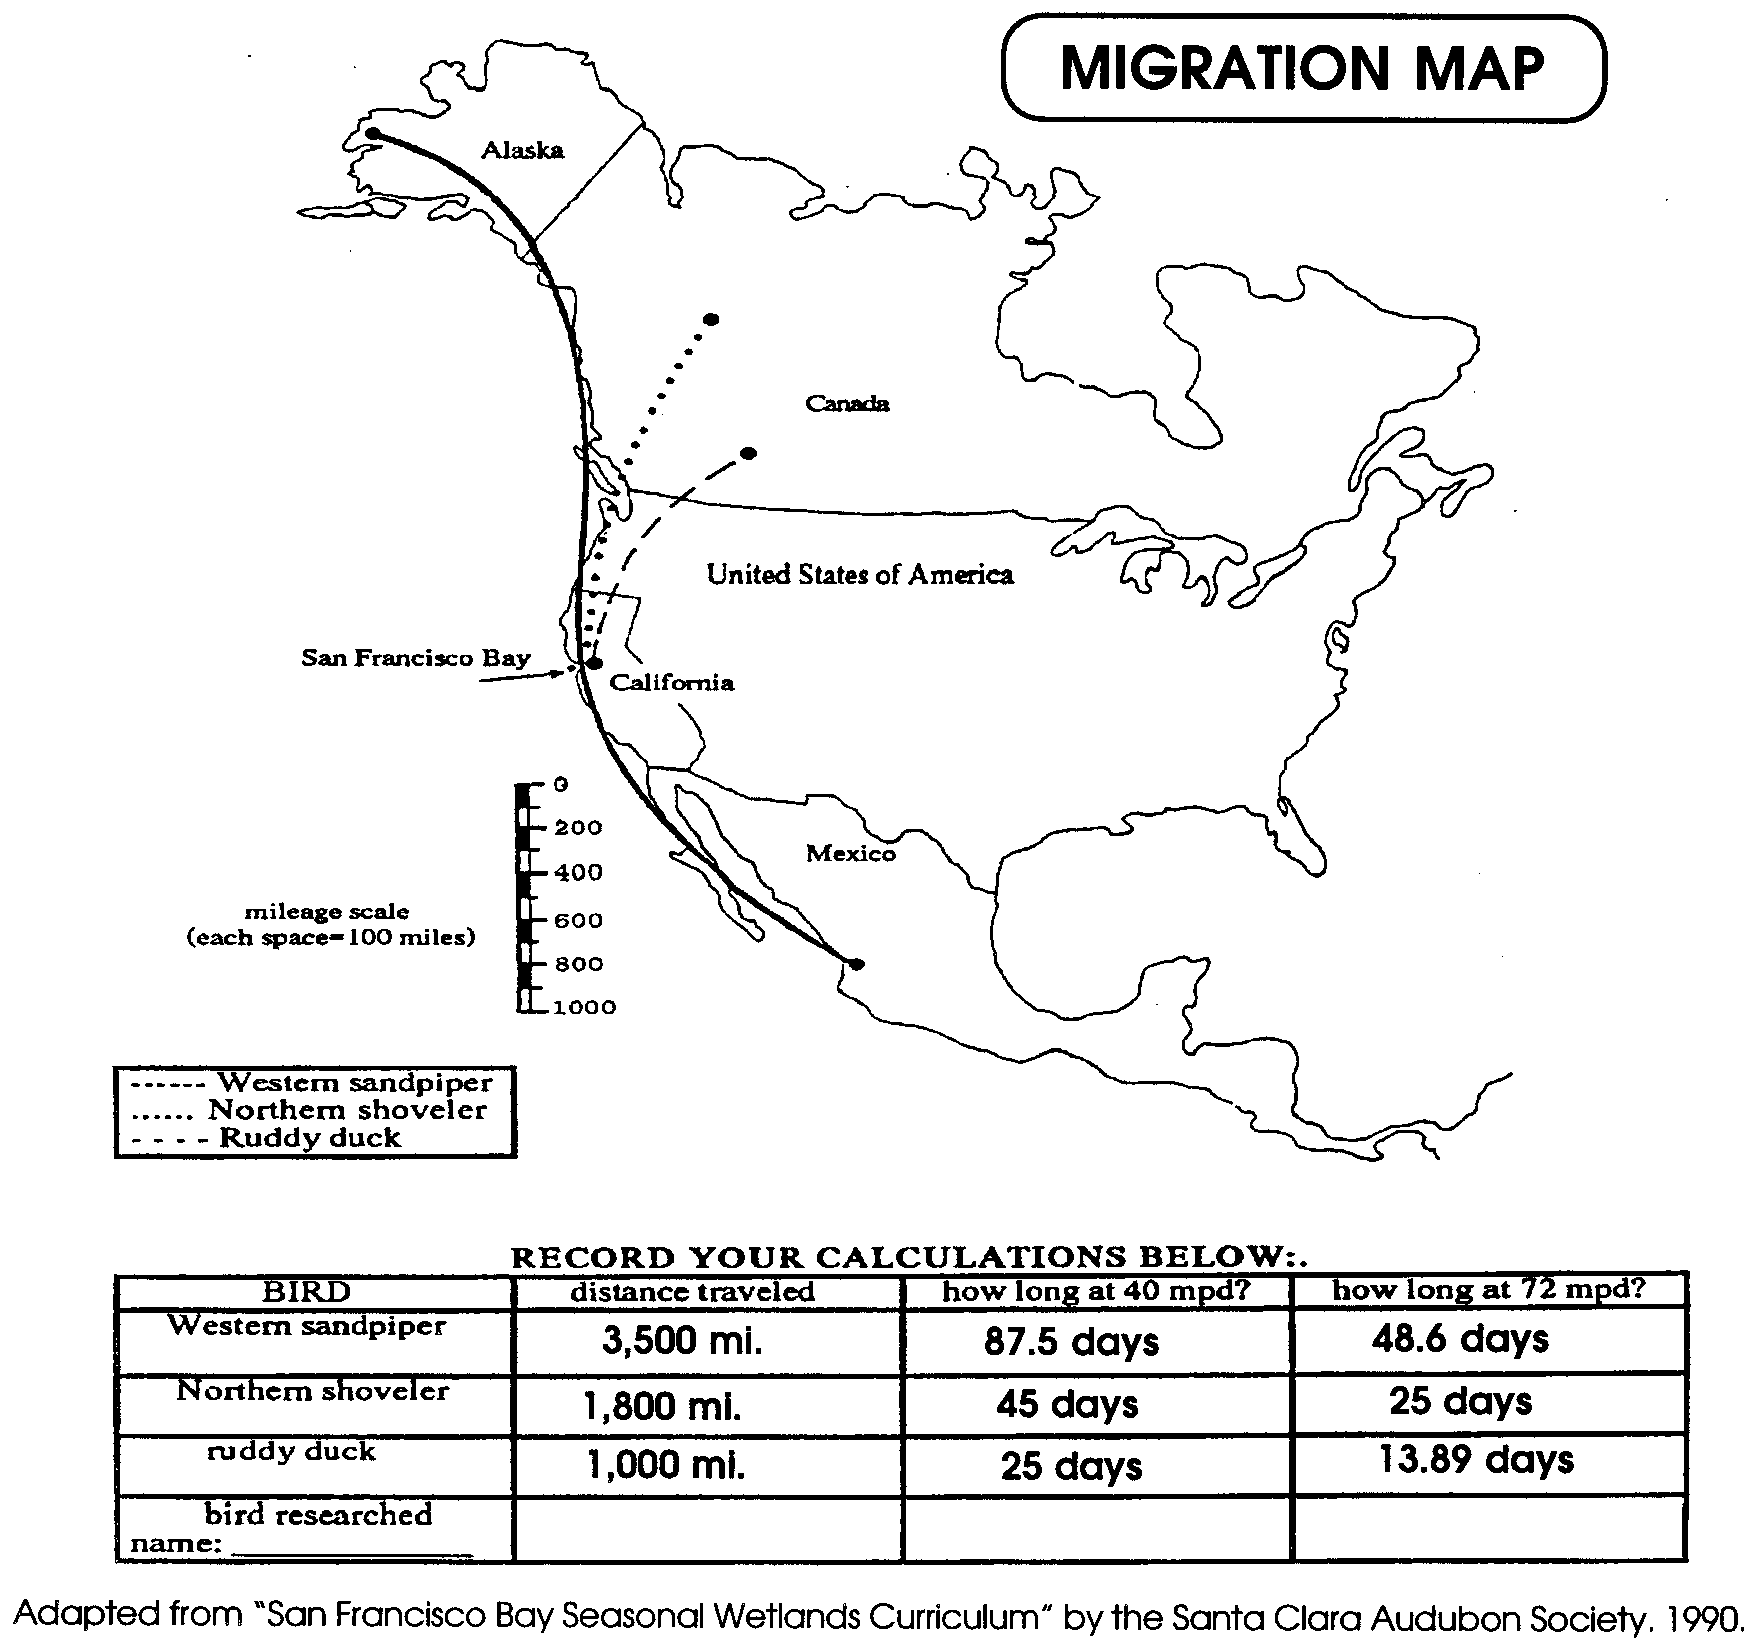 MIGRATION MAP
Alaska
Canada
United States of America
San Francisco Bay
California
Mexico
0
200
400
600
800
1000
mileage scale
(each space=100 miles)
------ Western sandpiper
...... Northern shoveler
- - - - Ruddy duck
RECORD YOUR CALCULATIONS BELOW:.
BIRD distance traveled how long at 40 mpd? how long at 72 mpd?
Western sandpiper 3,500 mi. 87.5 days 48.6 days
Northern shoveler 1,800 mi. 45 days 25 days
ruddy duck 1,000 mi. 25 days 13.89 days
bird researched
name: ____________
Adapted from "San Francisco Bay Seasonal Wetlands Curriculum" by the Santa Clara Audubon Society. 1990.